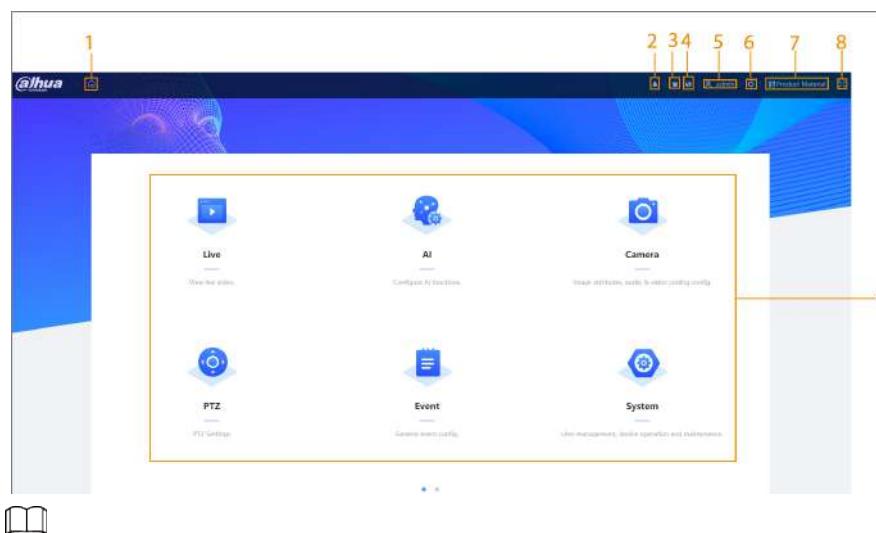 1 2 3 4 5 6 7 8
alhua admin Product Material
Live AI Camera
View live video. Configure AI functions. Image attributes, audio & video coding config.
PTZ Event System
PTZ Settings General event config. User management, device operation and maintenance.